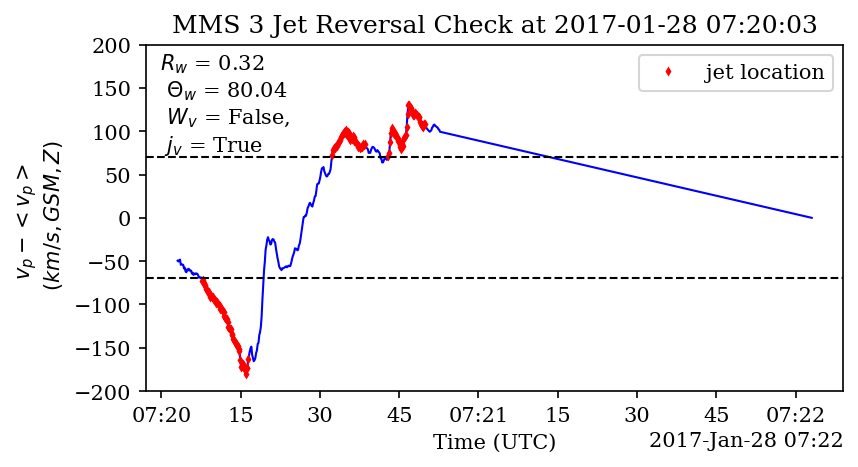 MMS 3 Jet Reversal Check at 2017-01-28 07:20:03
R_w = 0.32
Θ_w = 80.04
W_v = False,
j_v = True
jet location
v_p − < v_p >
(km/s, GSM, Z)
200
150
100
50
0
−50
−100
−150
−200
07:20 15 30 45 07:21 15 30 45 07:22
Time (UTC)
2017-Jan-28 07:22